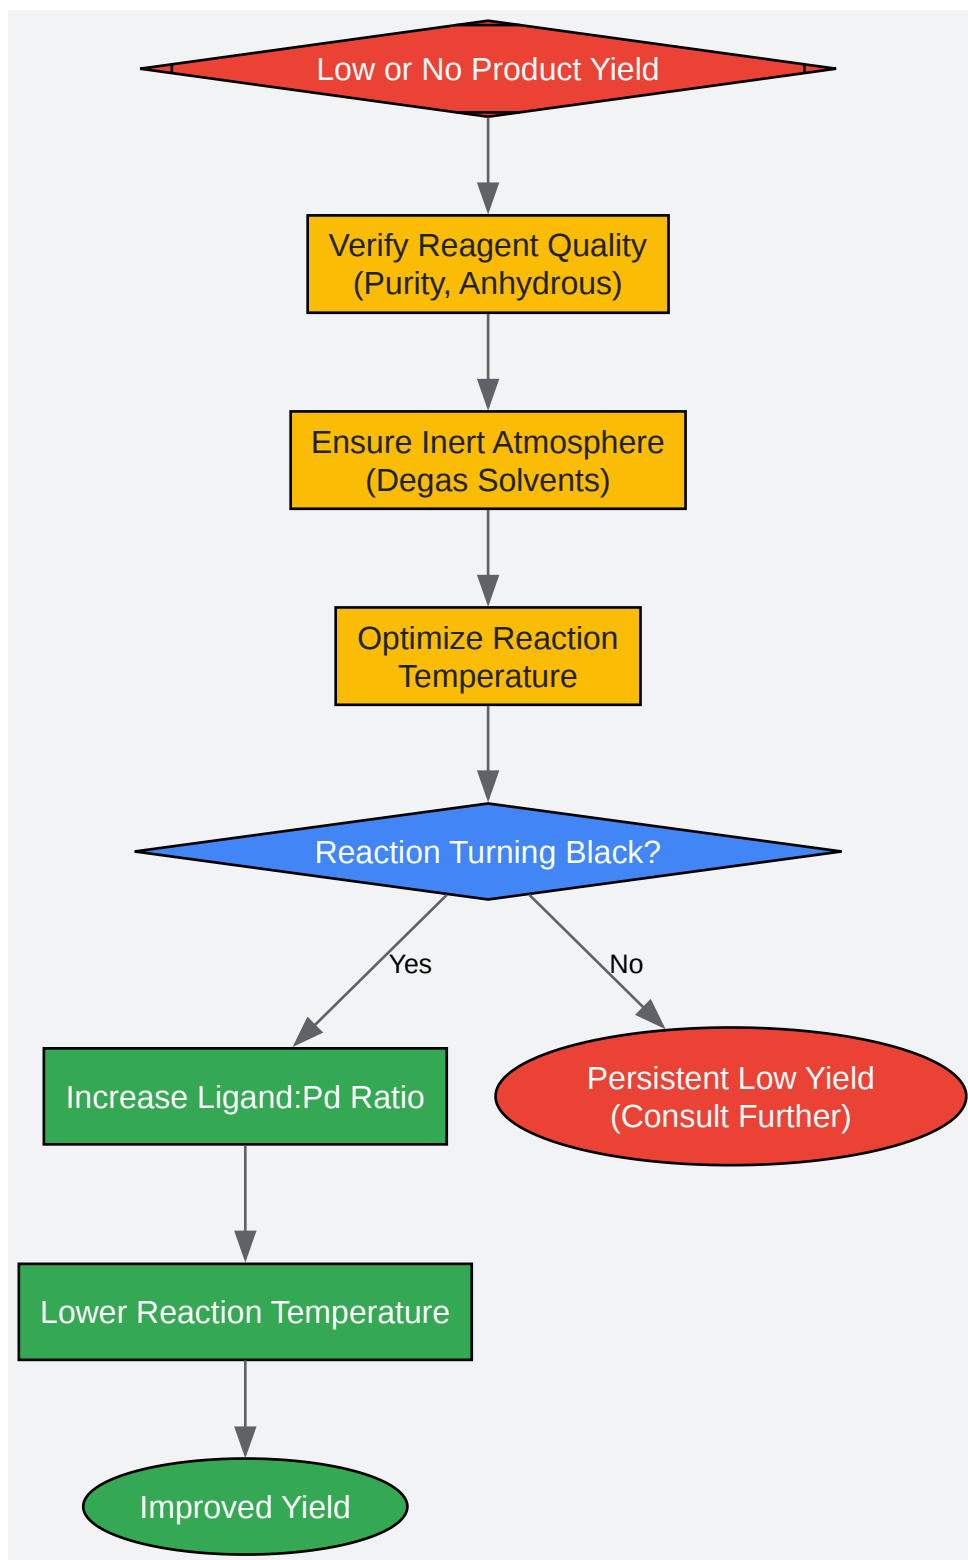 Low or No Product Yield
Verify Reagent Quality
(Purity, Anhydrous)
Ensure Inert Atmosphere
(Degas Solvents)
Optimize Reaction
Temperature
Reaction Turning Black?
Yes
No
Increase Ligand:Pd Ratio
Persistent Low Yield
(Consult Further)
Lower Reaction Temperature
Improved Yield